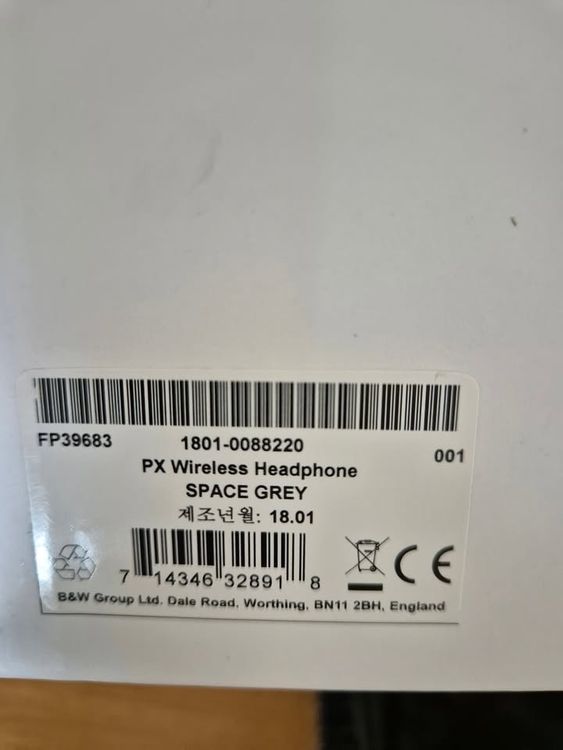 FP39683 1801-0088220 001
PX Wireless Headphone
SPACE GREY
제조년월: 18.01
7 14346 32891 8
CE
B&W Group Ltd. Dale Road, Worthing, BN11 2BH, England